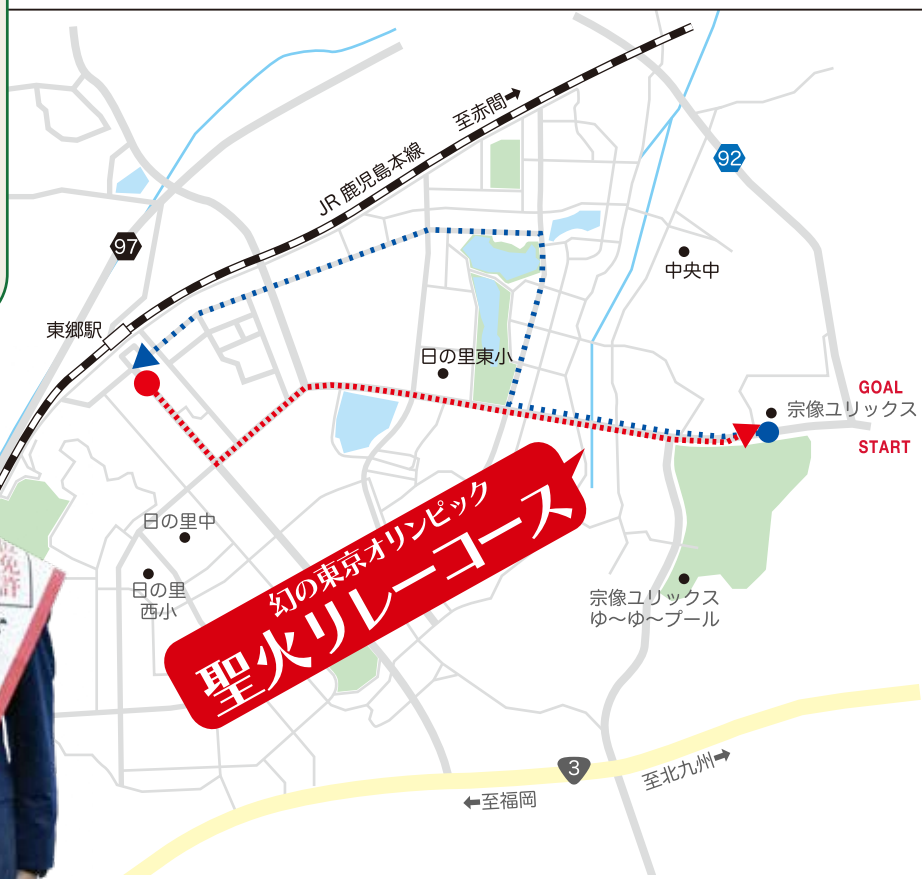 92
至赤間➡
JR 鹿児島本線
97
中央中
東郷駅
日の里東小
GOAL
宗像ユリックス
START
幻の東京オリンピック
聖火リレーコース
日の里中
免許
日の里
西小
宗像ユリックス
ゆ〜ゆ〜プール
3
至北九州➡
⬅至福岡